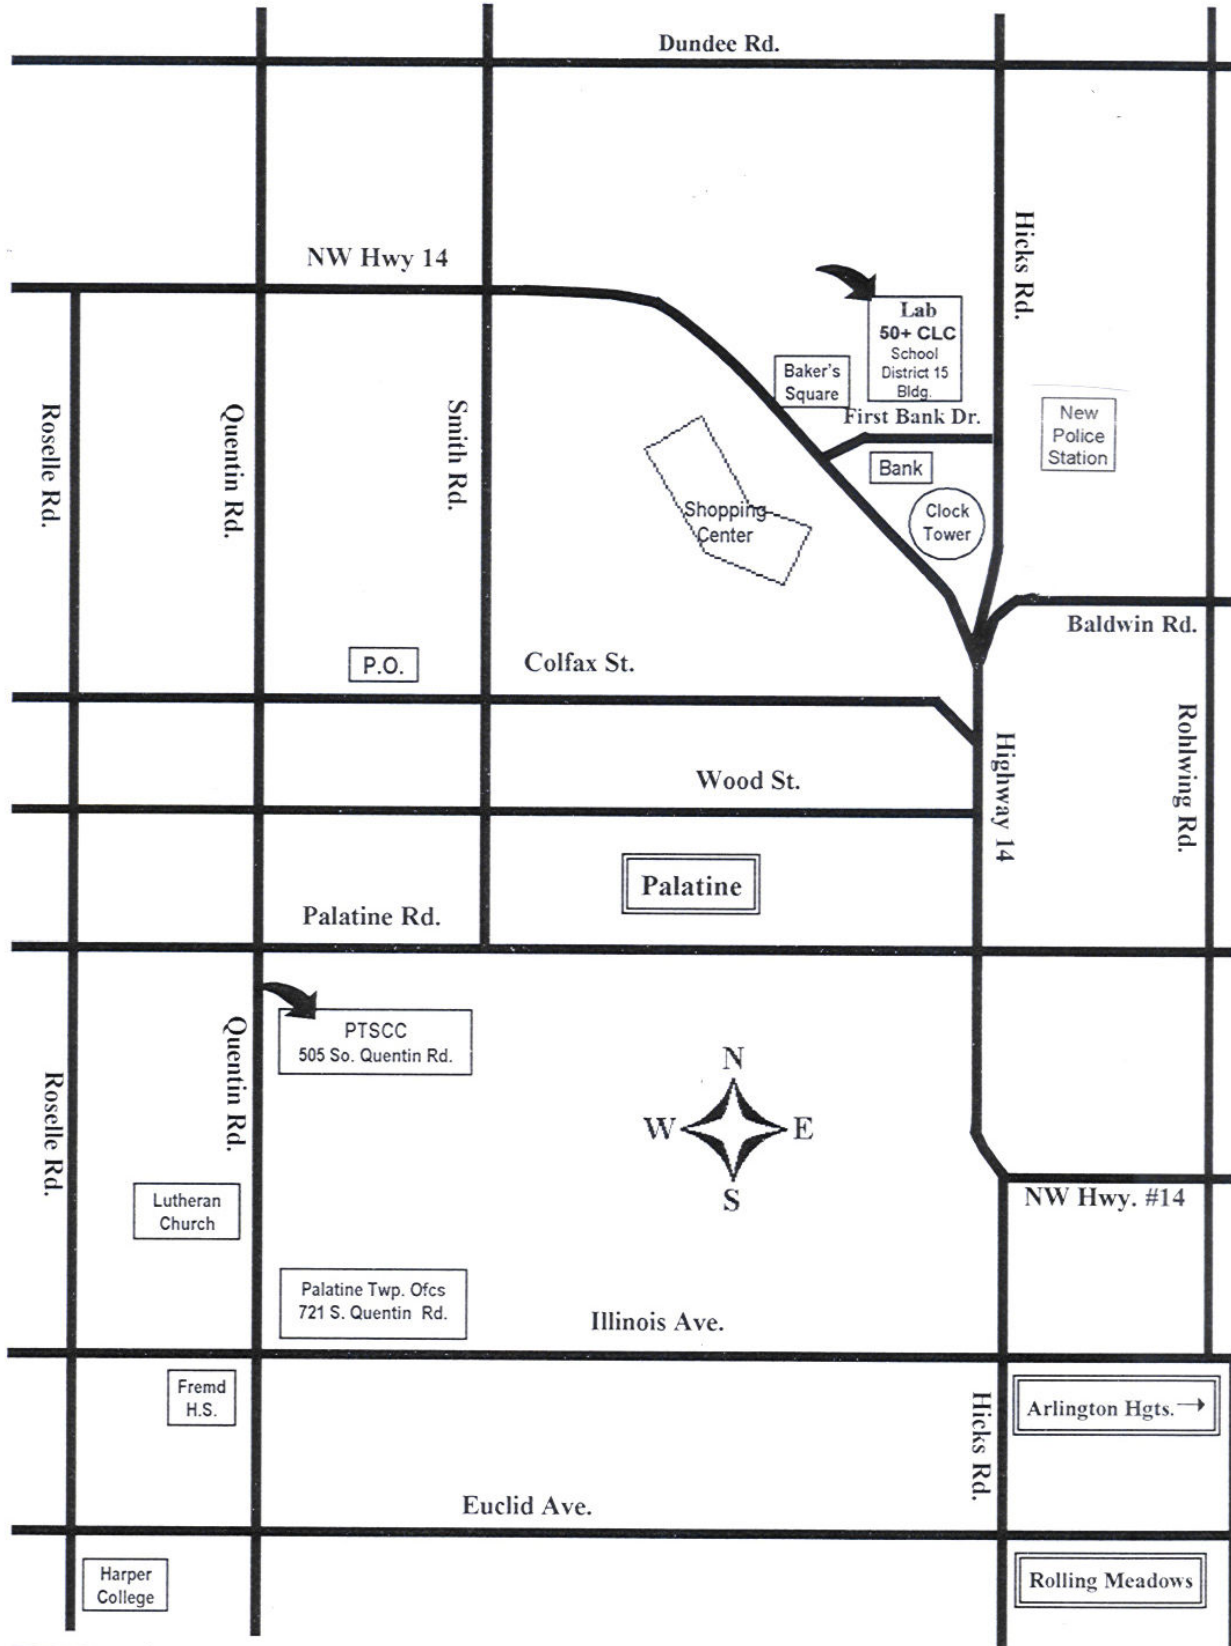 Dundee Rd.
NW Hwy 14
Hicks Rd.
Lab
50+ CLC
School
District 15
Bldg.
Baker's
Square
First Bank Dr.
New
Police
Station
Roselle Rd.
Quentin Rd.
Smith Rd.
Bank
Shopping
Center
Clock
Tower
Baldwin Rd.
P.O.
Colfax St.
Highway 14
Rohlwing Rd.
Wood St.
Palatine
Palatine Rd.
PTSCC
505 So. Quentin Rd.
Quentin Rd.
Roselle Rd.
N
W
E
S
Lutheran
Church
NW Hwy. #14
Palatine Twp. Ofcs
721 S. Quentin Rd.
Illinois Ave.
Fremd
H.S.
Hicks Rd.
Arlington Hgts.→
Euclid Ave.
Harper
College
Rolling Meadows